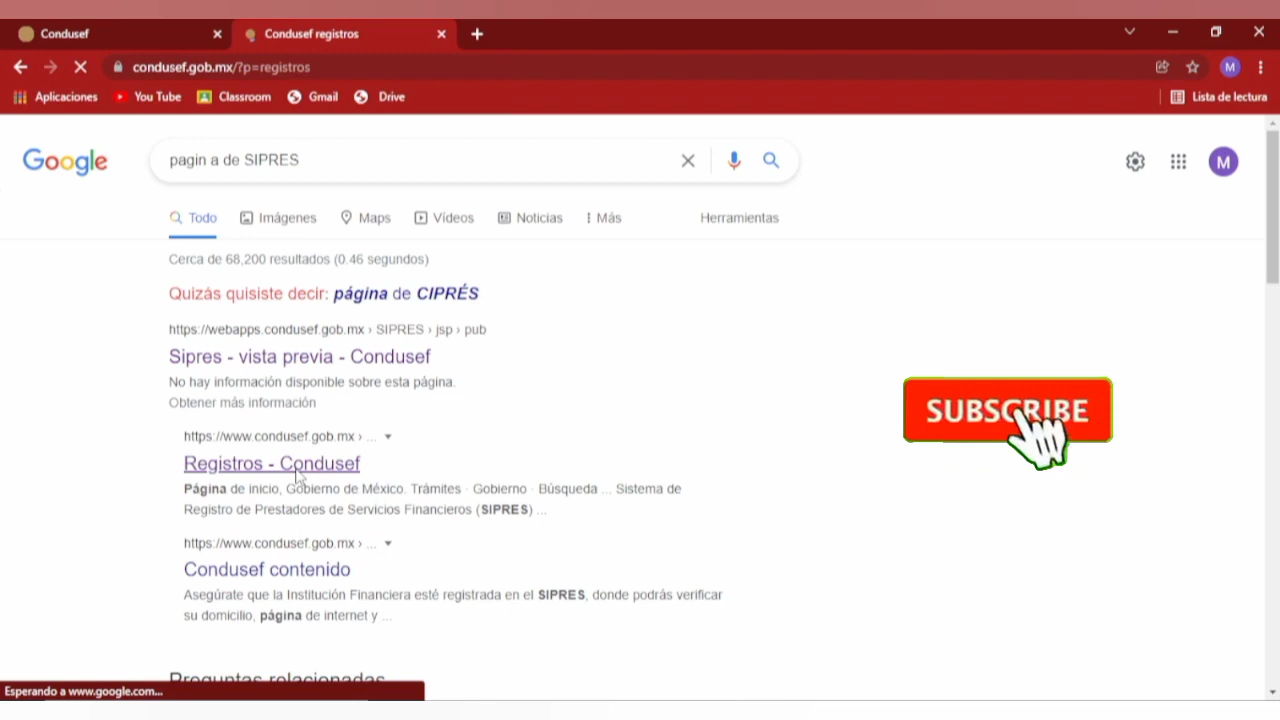 Condusef
Condusef registros
condusef.gob.mx/?p=registros
M
Aplicaciones
You Tube
Classroom
Gmail
Drive
Lista de lectura
Google
pagin a de SIPRES
M
Todo
Imágenes
Maps
Vídeos
Noticias
Más
Herramientas
Cerca de 68,200 resultados (0.46 segundos)
Quizás quisiste decir: página de CIPRÉS
https://webapps.condusef.gob.mx › SIPRES › jsp › pub
Sipres - vista previa - Condusef
No hay información disponible sobre esta página.
Obtener más información
SUBSCRIBE
https://www.condusef.gob.mx › ...
Registros - Condusef
Página de inicio, Gobierno de México. Trámites · Gobierno · Búsqueda ... Sistema de
Registro de Prestadores de Servicios Financieros (SIPRES) ...
https://www.condusef.gob.mx › ...
Condusef contenido
Asegúrate que la Institución Financiera esté registrada en el SIPRES, donde podrás verificar
su domicilio, página de internet y ...
Preguntas relacionadas
Esperando a www.google.com...